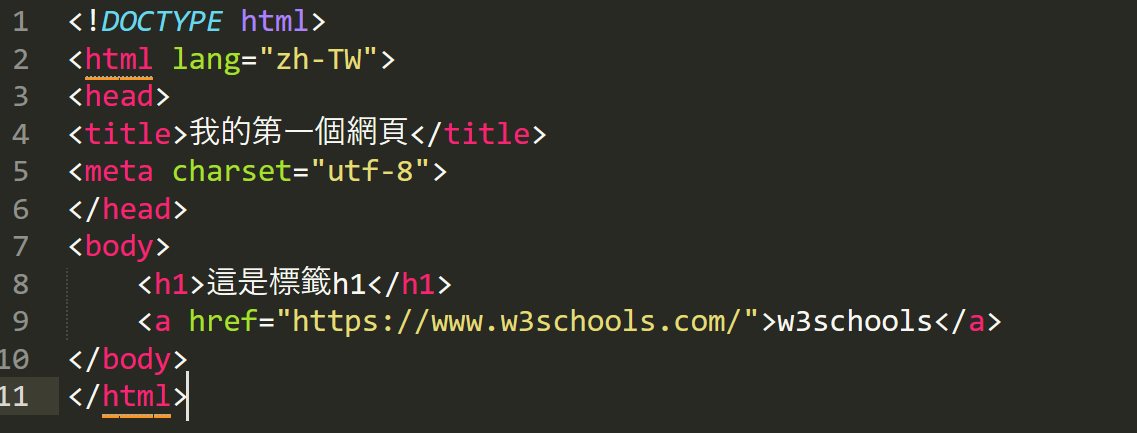 1 <!DOCTYPE html>
2 <html lang="zh-TW">
3 <head>
4 <title>我的第一個網頁</title>
5 <meta charset="utf-8">
6 </head>
7 <body>
8     <h1>這是標籤h1</h1>
9     <a href="https://www.w3schools.com/">w3schools</a>
10 </body>
11 </html>